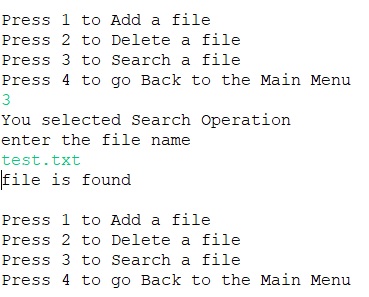 Press 1 to Add a file
Press 2 to Delete a file
Press 3 to Search a file
Press 4 to go Back to the Main Menu
3
You selected Search Operation
enter the file name
test.txt
file is found
Press 1 to Add a file
Press 2 to Delete a file
Press 3 to Search a file
Press 4 to go Back to the Main Menu